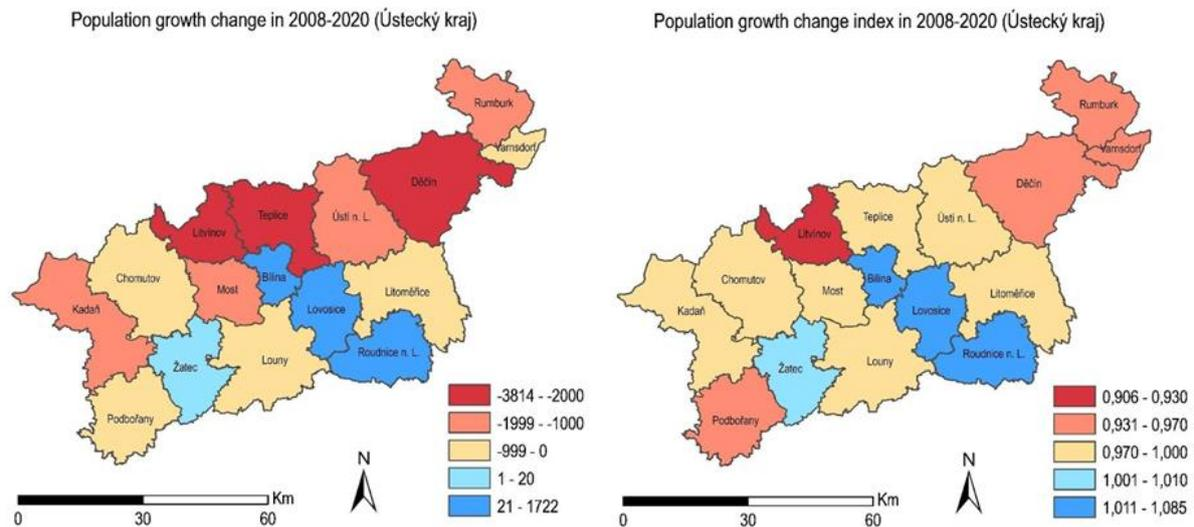 Population growth change in 2008-2020 (Ústecký kraj)
Rumburk
Varnsdorf
Děčín
Teplice
Ústí n. L.
Litvínov
Chomutov
Bílina
Most
Litoměřice
Kadaň
Lovosice
Žatec
Louny
Roudnice n. L.
Podbořany
-3814 - -2000
-1999 - -1000
-999 - 0
1 - 20
21 - 1722
N
Km
0 30 60
Population growth change index in 2008-2020 (Ústecký kraj)
Rumburk
Varnsdorf
Děčín
Teplice
Ústí n. L.
Litvínov
Chomutov
Bílina
Most
Litoměřice
Kadaň
Lovosice
Žatec
Louny
Roudnice n. L.
Podbořany
0,906 - 0,930
0,931 - 0,970
0,970 - 1,000
1,001 - 1,010
1,011 - 1,085
N
Km
0 30 60